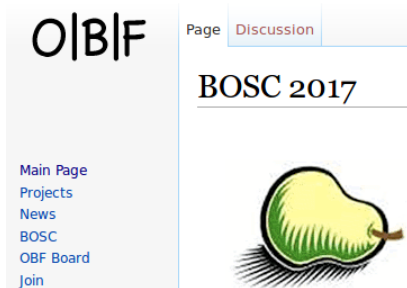 O|B|F
Page Discussion
BOSC 2017
Main Page
Projects
News
BOSC
OBF Board
Join